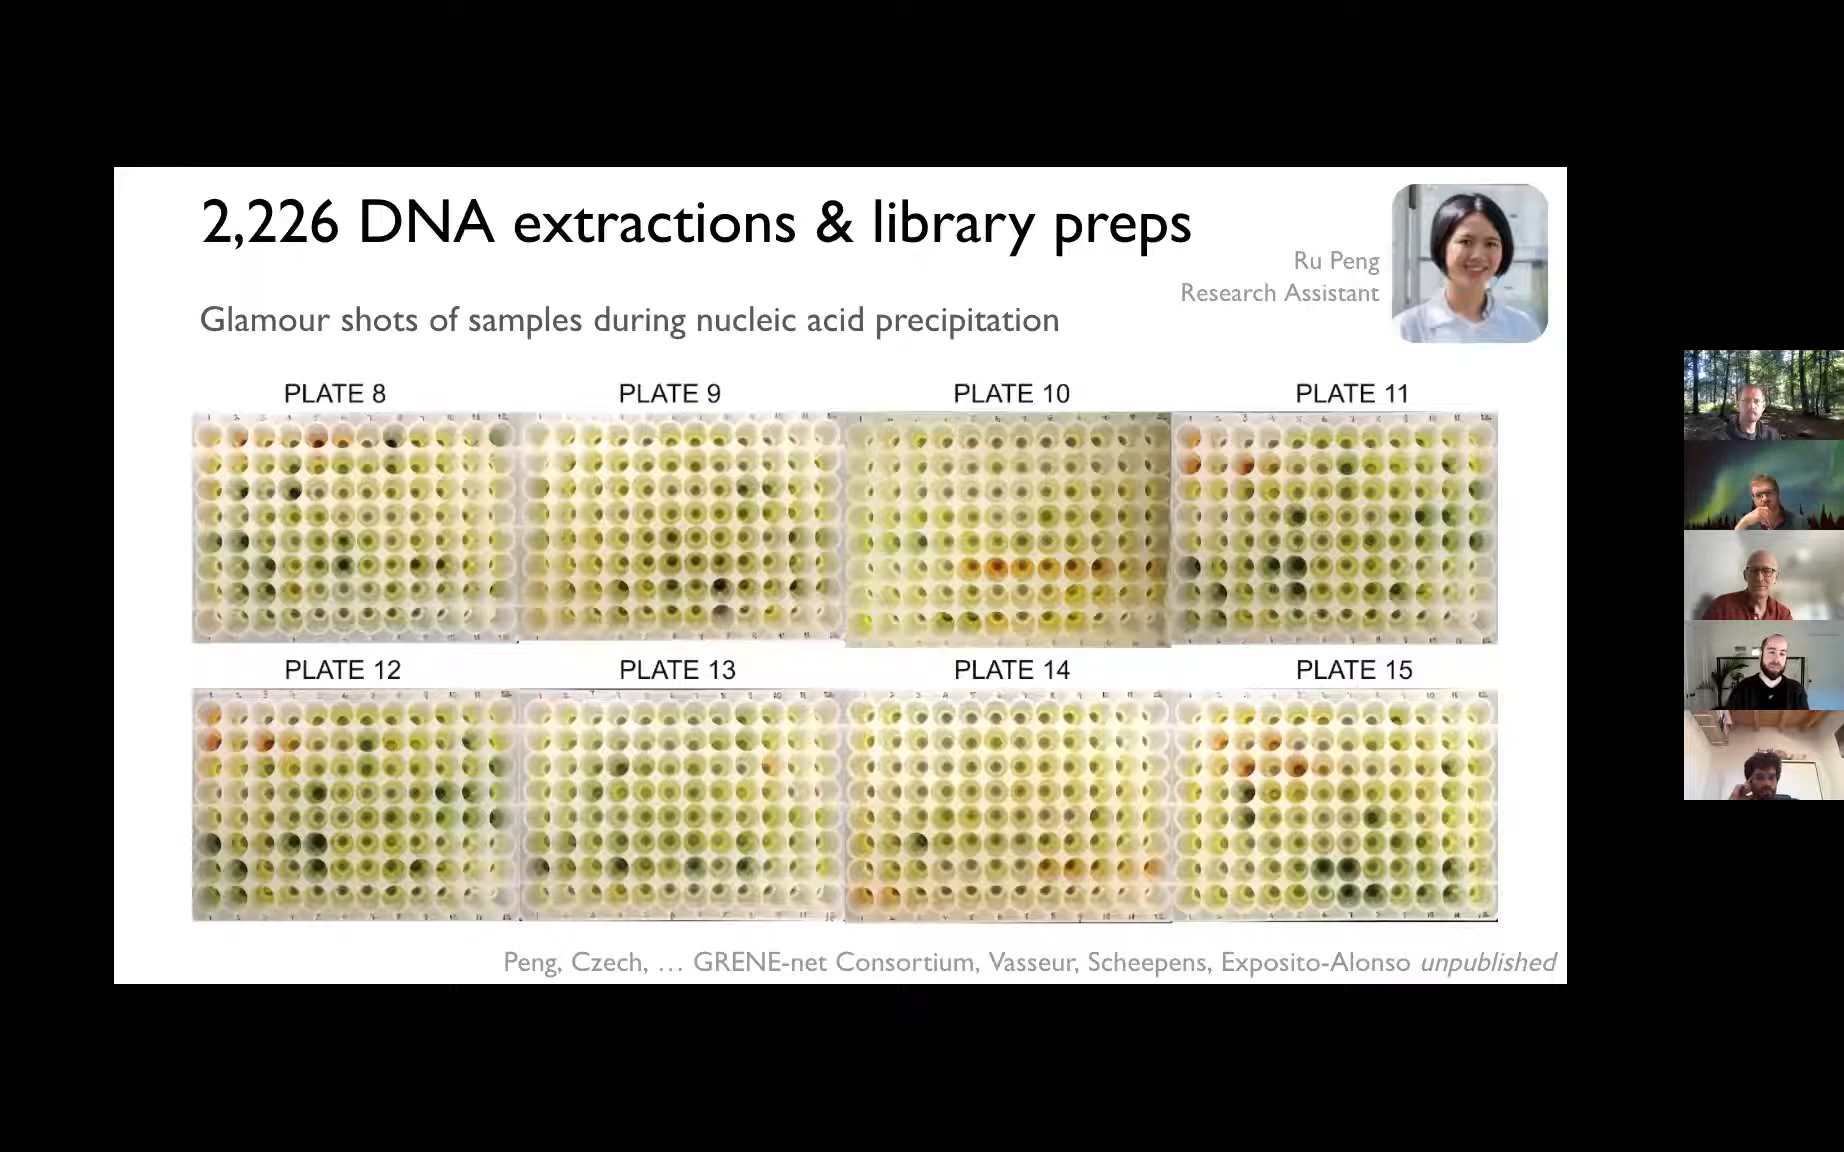 2,226 DNA extractions & library preps
Ru Peng
Research Assistant
Glamour shots of samples during nucleic acid precipitation
PLATE 8
PLATE 9
PLATE 10
PLATE 11
PLATE 12
PLATE 13
PLATE 14
PLATE 15
Peng, Czech, … GRENE-net Consortium, Vasseur, Scheepens, Exposito-Alonso unpublished